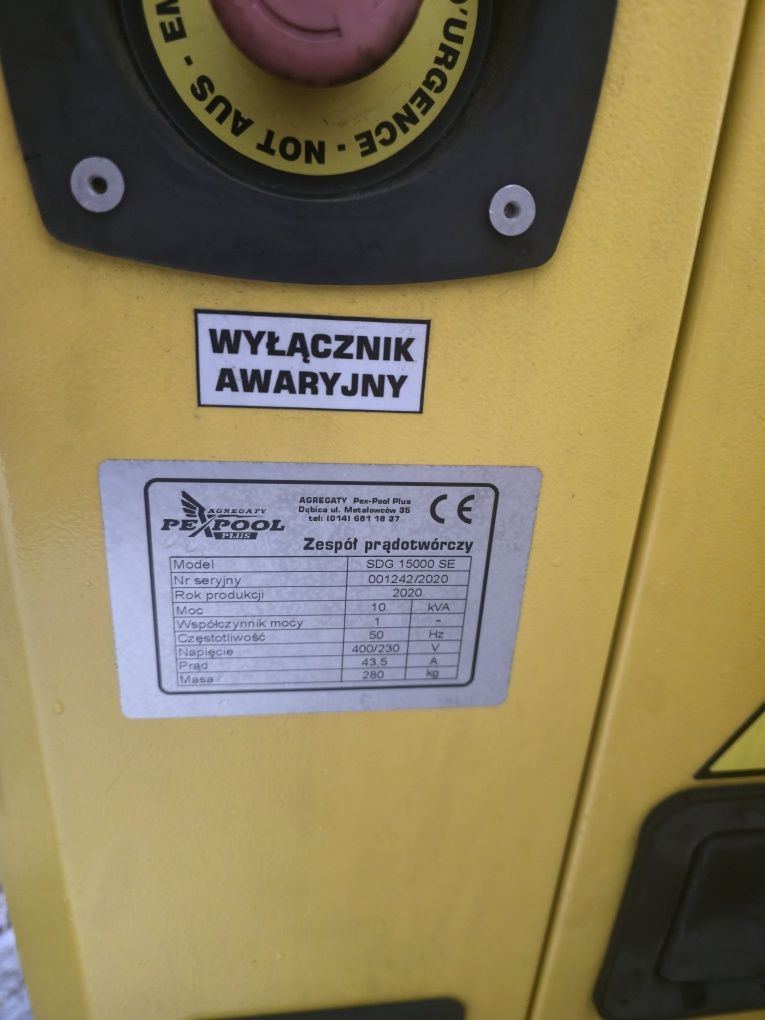 D'URGENCE - NOT AUS - EM
WYŁĄCZNIK
AWARYJNY
AGREGATY
PEXPOOL
PLUS
AGREGATY Pex-Pool Plus
Dębica ul. Metalowców 35
tel: (014) 681 18 37
CE
Zespół prądotwórczy
Model SDG 15000 SE
Nr seryjny 001242/2020
Rok produkcji 2020
Moc 10 kVA
Współczynnik mocy 1 -
Częstotliwość 50 Hz
Napięcie 400/230 V
Prąd 43.5 A
Masa 280 kg